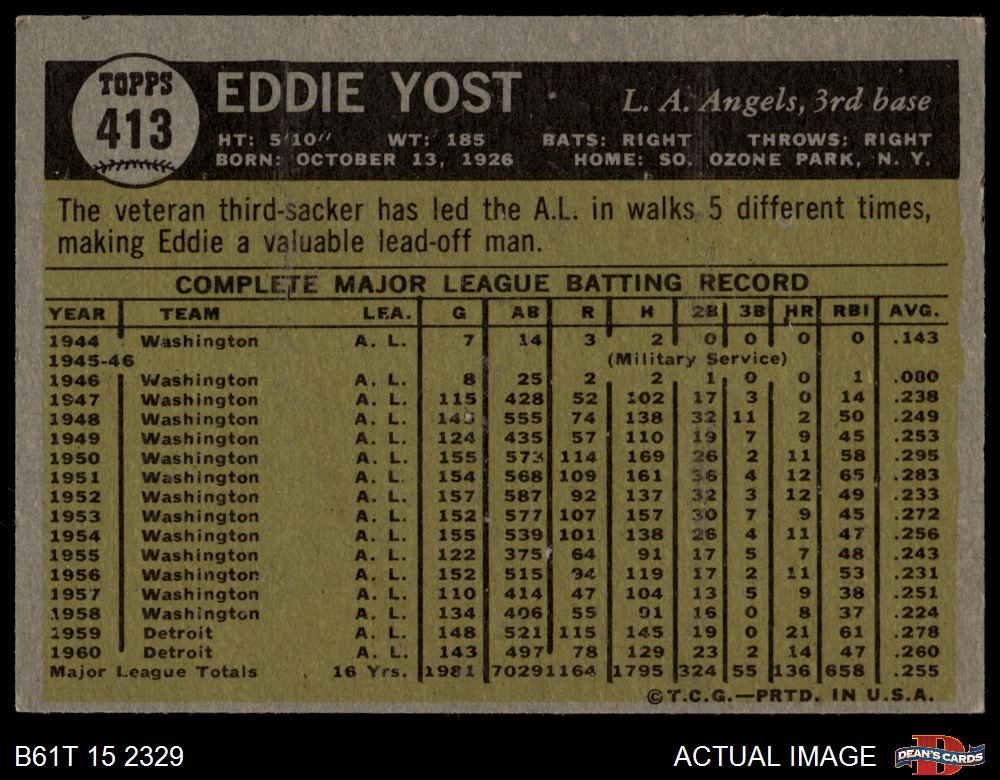 TOPPS
413
EDDIE YOST
L. A. Angels, 3rd base
HT: 5'10" WT: 185 BATS: RIGHT THROWS: RIGHT
BORN: OCTOBER 13, 1926 HOME: SO. OZONE PARK, N. Y.
The veteran third-sacker has led the A.L. in walks 5 different times,
making Eddie a valuable lead-off man.
COMPLETE MAJOR LEAGUE BATTING RECORD
YEAR TEAM LEA. G AB R H 2B 3B HR RBI AVG.
1944 Washington A. L. 7 14 3 2 0 0 0 0 .143
1945-46 (Military Service)
1946 Washington A. L. 8 25 2 2 1 0 0 1 .080
1947 Washington A. L. 115 428 52 102 17 3 0 14 .238
1948 Washington A. L. 145 555 74 138 32 11 2 50 .249
1949 Washington A. L. 124 435 57 110 19 7 9 45 .253
1950 Washington A. L. 155 573 114 169 26 2 11 58 .295
1951 Washington A. L. 154 568 109 161 36 4 12 65 .283
1952 Washington A. L. 157 587 92 137 32 3 12 49 .233
1953 Washington A. L. 152 577 107 157 30 7 9 45 .272
1954 Washington A. L. 155 539 101 138 26 4 11 47 .256
1955 Washington A. L. 122 375 64 91 17 5 7 48 .243
1956 Washington A. L. 152 515 94 119 17 2 11 53 .231
1957 Washington A. L. 110 414 47 104 13 5 9 38 .251
1958 Washington A. L. 134 406 55 91 16 0 8 37 .224
1959 Detroit A. L. 148 521 115 145 19 0 21 61 .278
1960 Detroit A. L. 143 497 78 129 23 2 14 47 .260
Major League Totals 16 Yrs. 1981 7029 1164 1795 324 55 136 658 .255
©T.C.G.—PRTD. IN U.S.A.
B61T 15 2329 ACTUAL IMAGE DEAN'S CARDS